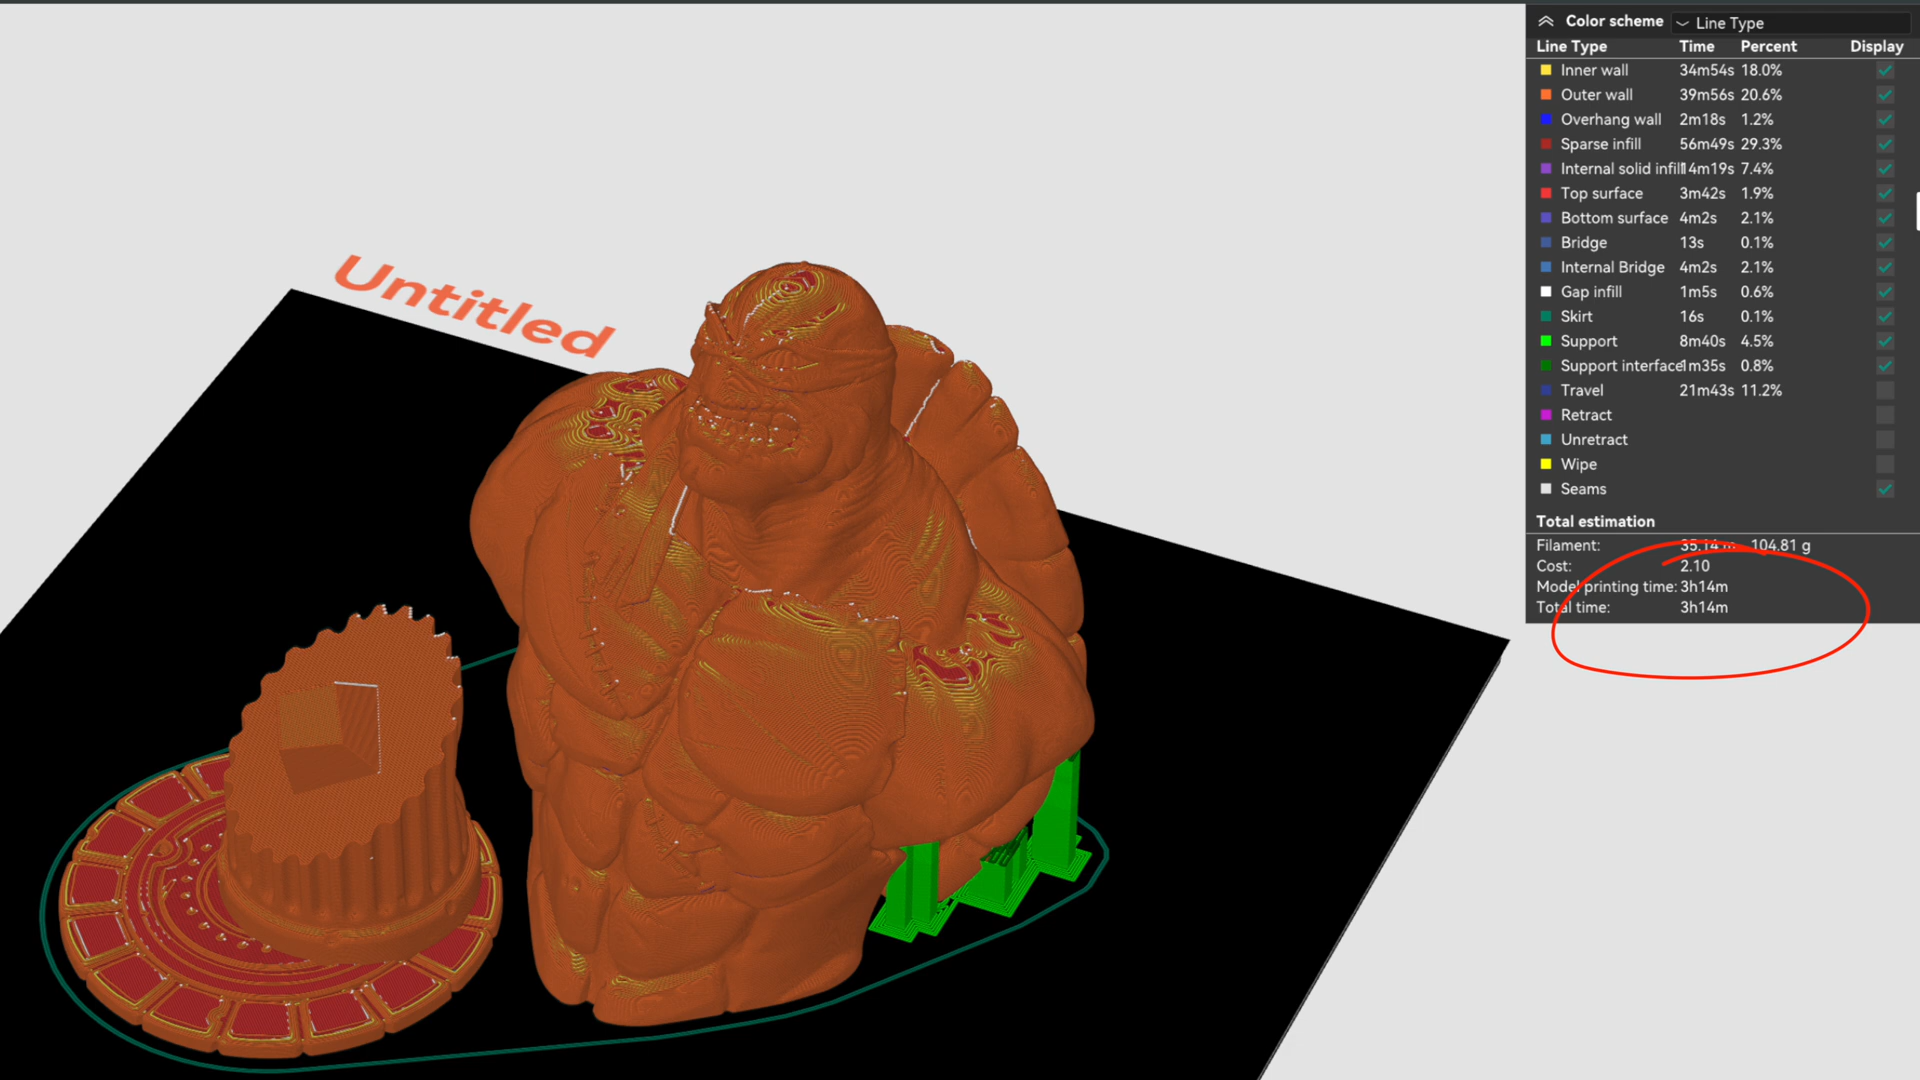 Color scheme Line Type
Line Type Time Percent Display
Inner wall 34m54s 18.0%
Outer wall 39m56s 20.6%
Overhang wall 2m18s 1.2%
Sparse infill 56m49s 29.3%
Internal solid infill 14m19s 7.4%
Top surface 3m42s 1.9%
Bottom surface 4m2s 2.1%
Bridge 13s 0.1%
Internal Bridge 4m2s 2.1%
Gap infill 1m5s 0.6%
Skirt 16s 0.1%
Support 8m40s 4.5%
Support interface 1m35s 0.8%
Travel 21m43s 11.2%
Retract
Unretract
Wipe
Seams
Total estimation
Filament: 35.14 m 104.81 g
Cost: 2.10
Model printing time: 3h14m
Total time: 3h14m
Untitled